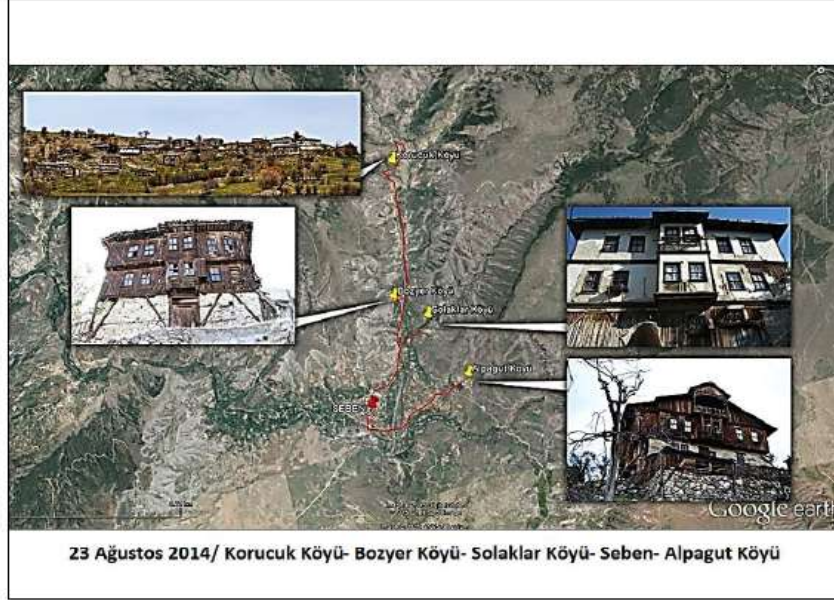 Korucuk Köyü
Bozyer Köyü
Solaklar Köyü
Alpagut Köyü
SEBEN
Google earth
23 Ağustos 2014/ Korucuk Köyü- Bozyer Köyü- Solaklar Köyü- Seben- Alpagut Köyü